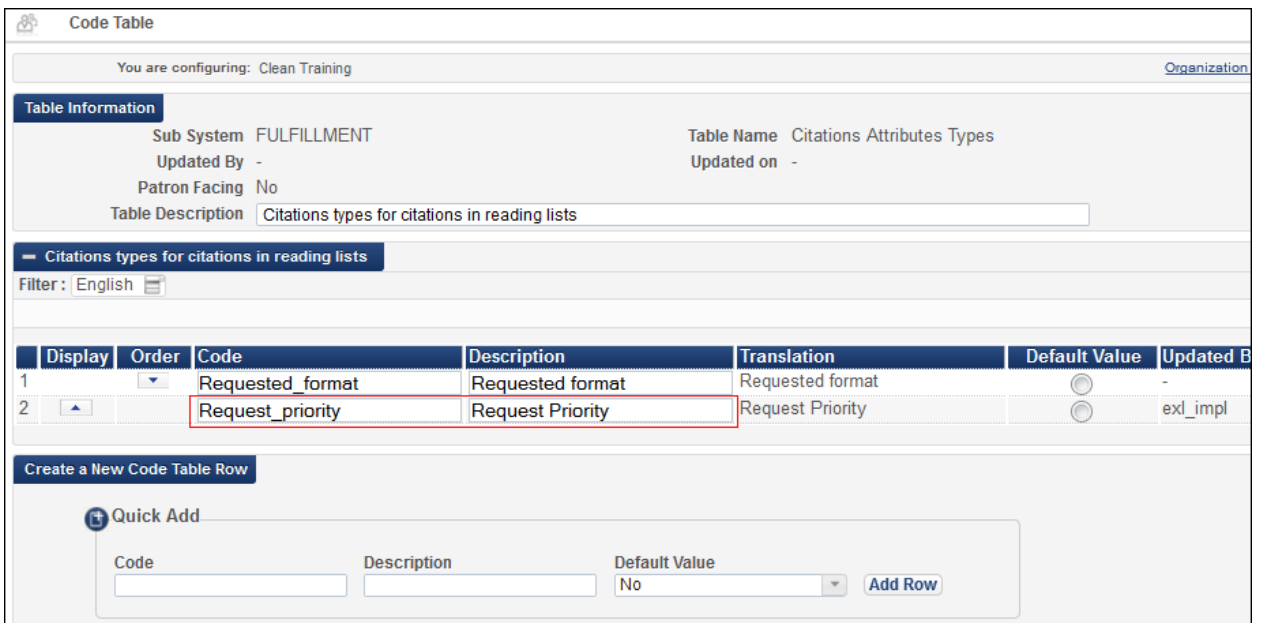 Code Table
You are configuring: Clean Training Organization
Table Information
Sub System FULFILLMENT Table Name Citations Attributes Types
Updated By - Updated on -
Patron Facing No
Table Description Citations types for citations in reading lists
Citations types for citations in reading lists
Filter : English
Display Order Code Description Translation Default Value Updated B
1 Requested_format Requested format Requested format -
2 Request_priority Request Priority Request Priority exl_impl
Create a New Code Table Row
Quick Add
Code Description Default Value
No Add Row